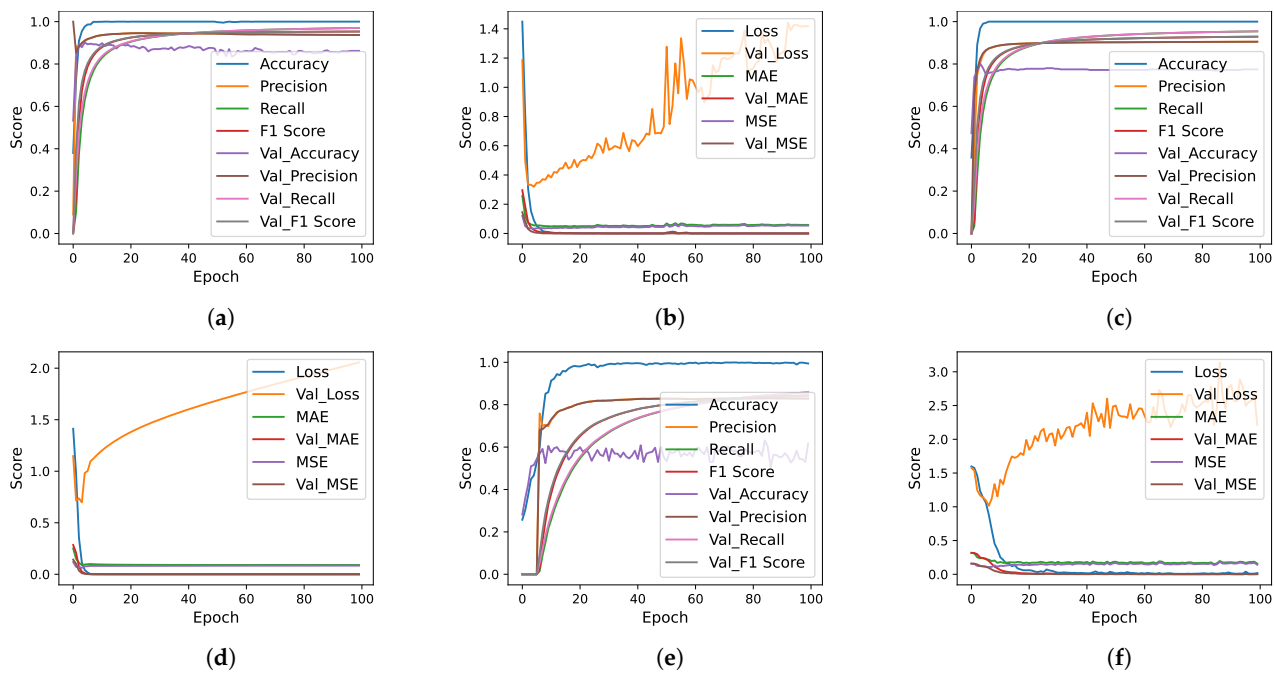 1.0
0.8
0.6
0.4
0.2
0.0
Score
0 20 40 60 80 100
Epoch
Accuracy
Precision
Recall
F1 Score
Val_Accuracy
Val_Precision
Val_Recall
Val_F1 Score
(a)
1.4
1.2
1.0
0.8
0.6
0.4
0.2
0.0
Score
0 20 40 60 80 100
Epoch
Loss
Val_Loss
MAE
Val_MAE
MSE
Val_MSE
(b)
1.0
0.8
0.6
0.4
0.2
0.0
Score
0 20 40 60 80 100
Epoch
Accuracy
Precision
Recall
F1 Score
Val_Accuracy
Val_Precision
Val_Recall
Val_F1 Score
(c)
2.0
1.5
1.0
0.5
0.0
Score
0 20 40 60 80 100
Epoch
Loss
Val_Loss
MAE
Val_MAE
MSE
Val_MSE
(d)
1.0
0.8
0.6
0.4
0.2
0.0
Score
0 20 40 60 80 100
Epoch
Accuracy
Precision
Recall
F1 Score
Val_Accuracy
Val_Precision
Val_Recall
Val_F1 Score
(e)
3.0
2.5
2.0
1.5
1.0
0.5
0.0
Score
0 20 40 60 80 100
Epoch
Loss
Val_Loss
MAE
Val_MAE
MSE
Val_MSE
(f)